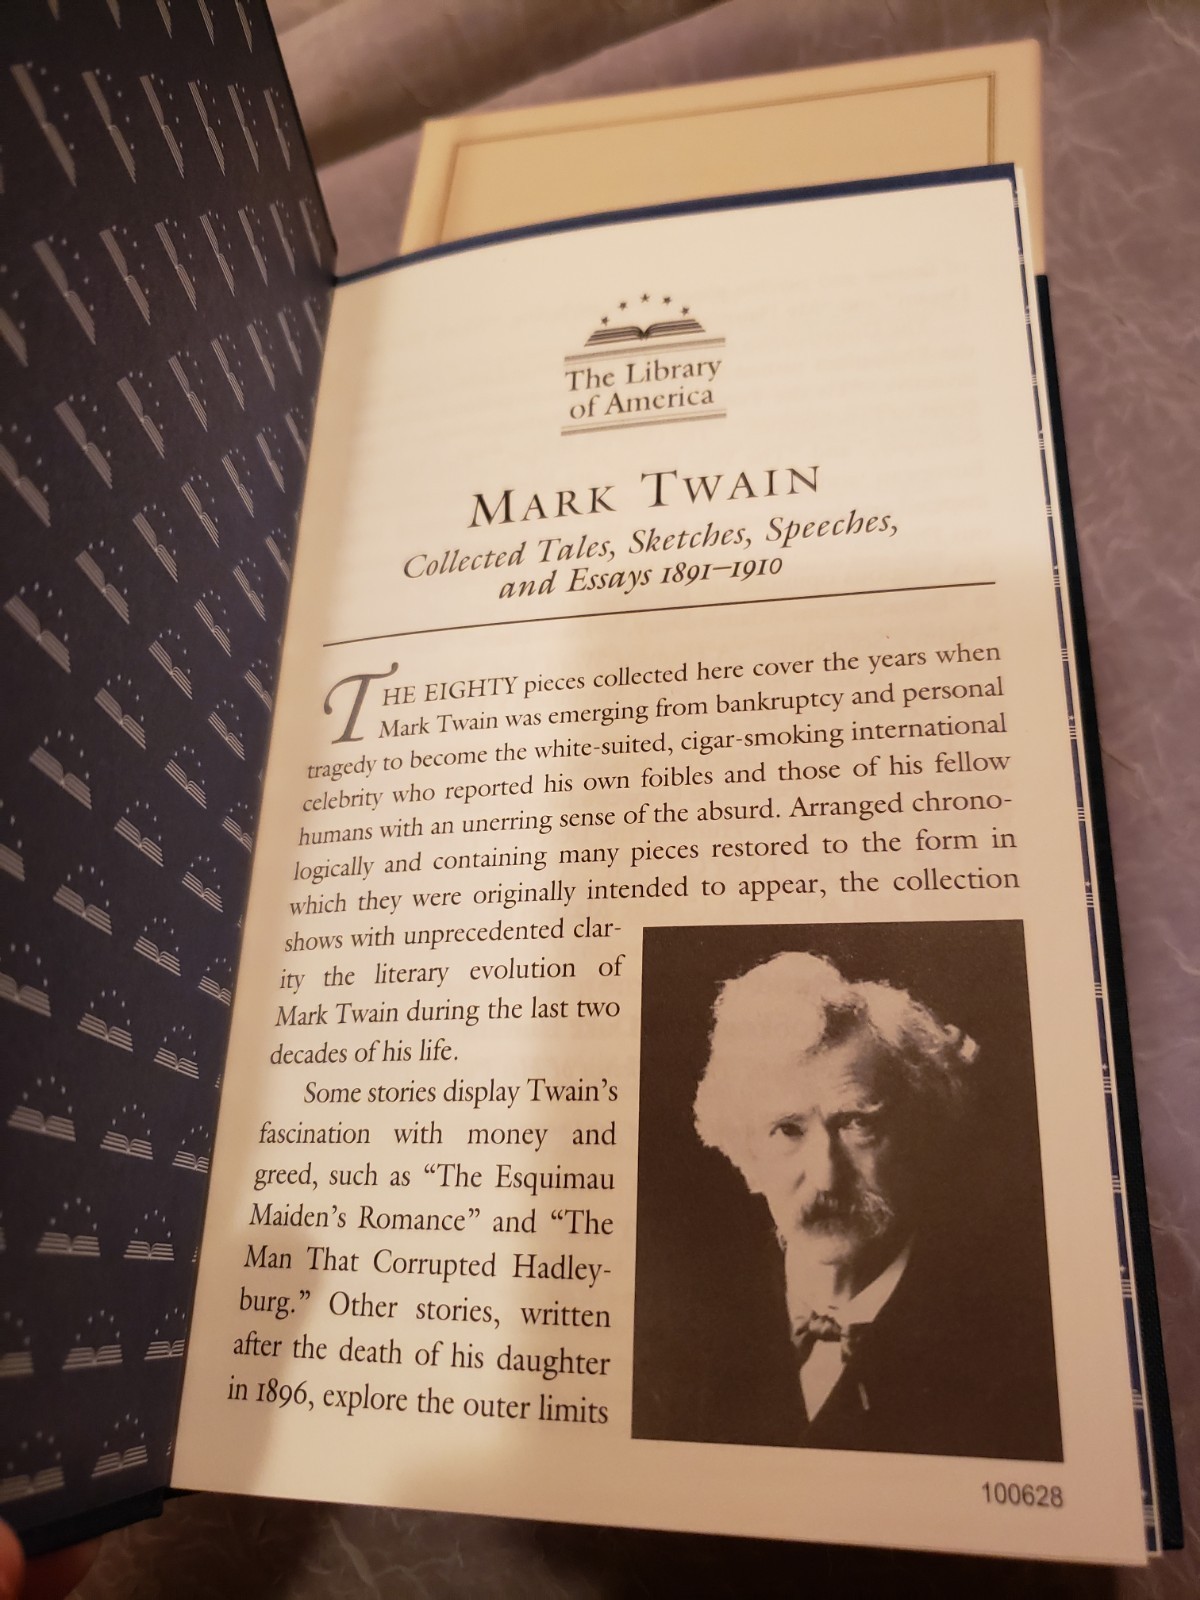 The Library
of America
MARK TWAIN
Collected Tales, Sketches, Speeches,
and Essays 1891–1910
THE EIGHTY pieces collected here cover the years when
Mark Twain was emerging from bankruptcy and personal
tragedy to become the white-suited, cigar-smoking international
celebrity who reported his own foibles and those of his fellow
humans with an unerring sense of the absurd. Arranged chrono-
logically and containing many pieces restored to the form in
which they were originally intended to appear, the collection
shows with unprecedented clar-
ity the literary evolution of
Mark Twain during the last two
decades of his life.
Some stories display Twain’s
fascination with money and
greed, such as “The Esquimau
Maiden’s Romance” and “The
Man That Corrupted Hadley-
burg.” Other stories, written
after the death of his daughter
in 1896, explore the outer limits
100628